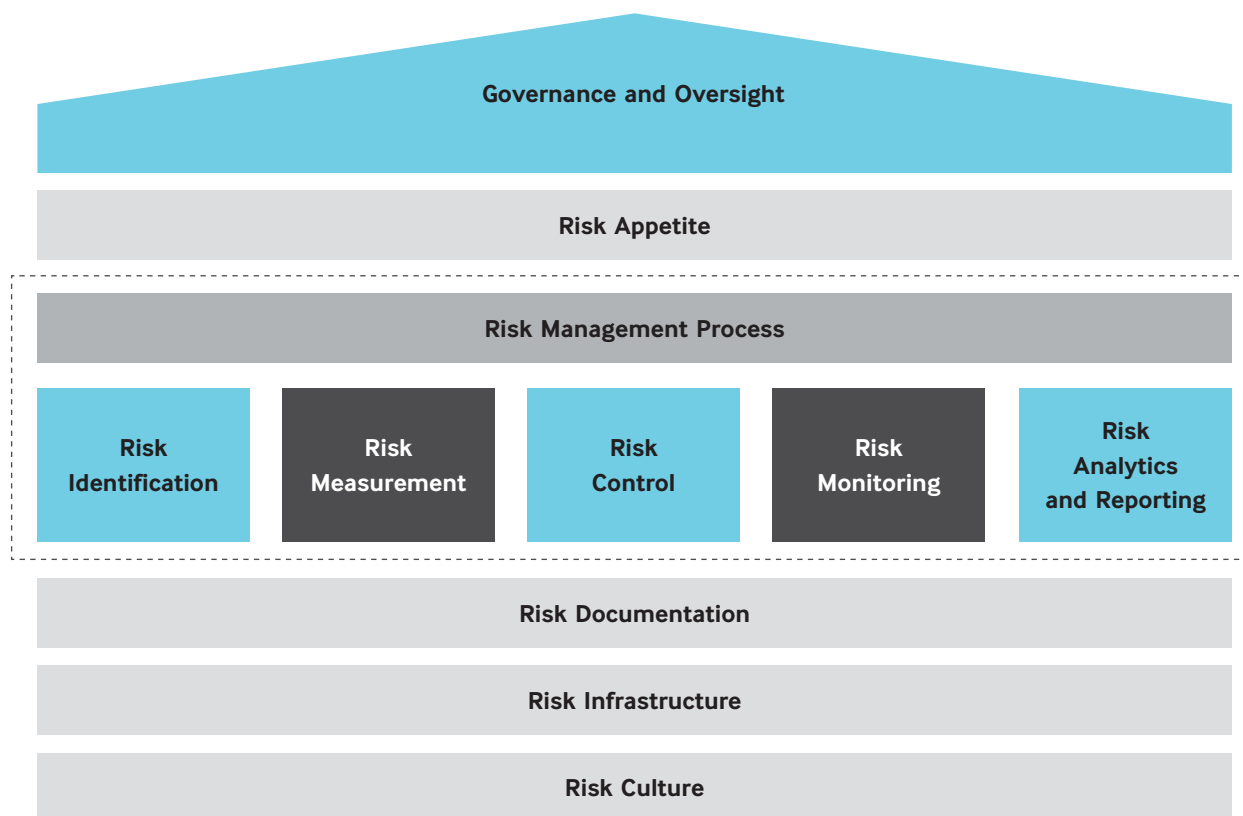 Governance and Oversight
Risk Appetite
Risk Management Process
Risk
Identification
Risk
Measurement
Risk
Control
Risk
Monitoring
Risk
Analytics
and Reporting
Risk Documentation
Risk Infrastructure
Risk Culture